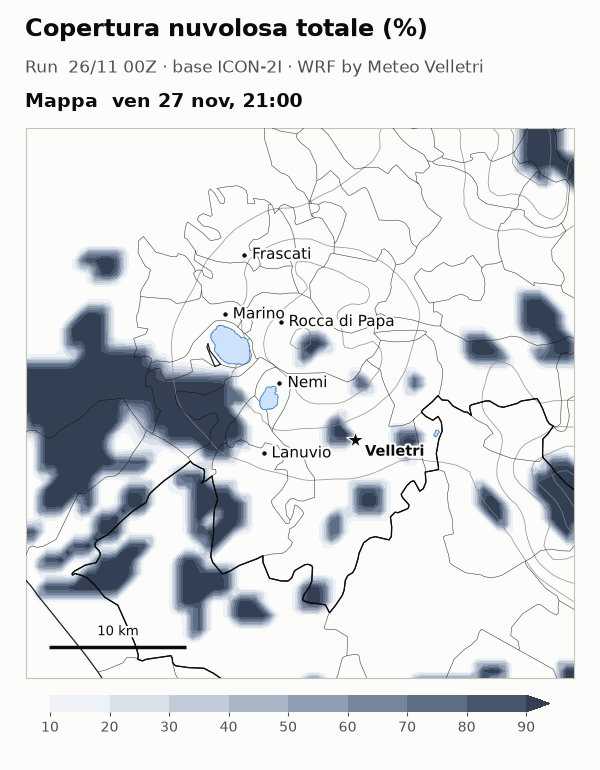 Copertura nuvolosa totale (%)
Run  26/11 00Z · base ICON-2I · WRF by Meteo Velletri
Mappa  ven 27 nov, 21:00
Frascati
Marino
Rocca di Papa
Nemi
Velletri
Lanuvio
10 km
10 20 30 40 50 60 70 80 90